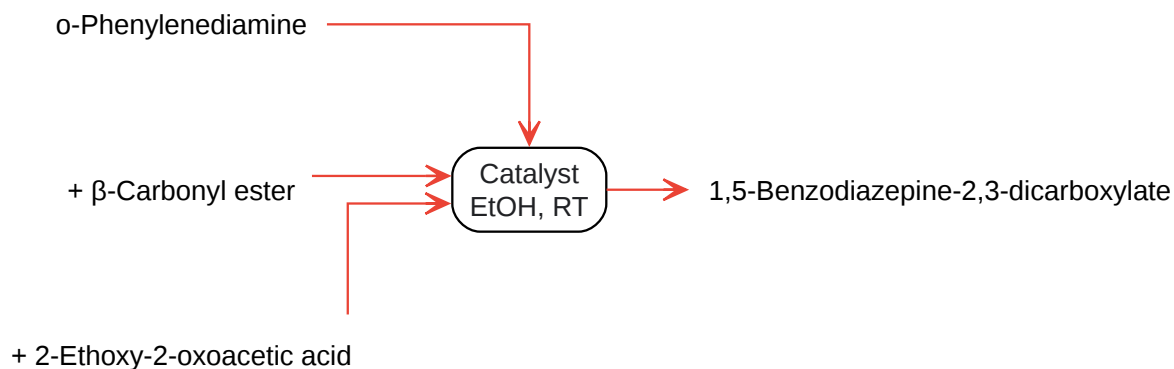 o-Phenylenediamine
+ β-Carbonyl ester
Catalyst
EtOH, RT
1,5-Benzodiazepine-2,3-dicarboxylate
+ 2-Ethoxy-2-oxoacetic acid